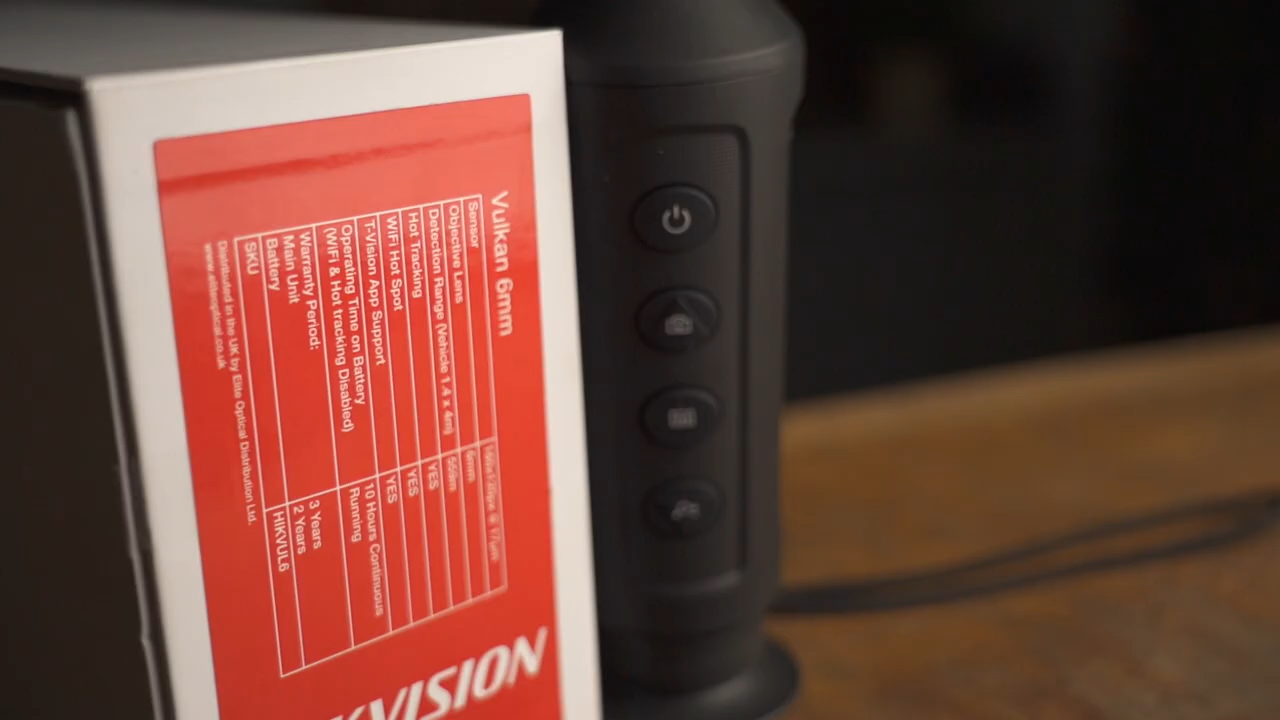 Vulkan 6mm
Sensor
Objective Lens 6mm
Detection Range (Vehicle 1.4 x 4m)
Hot Tracking YES
WiFi Hot Spot YES
T-Vision App Support YES
Operating Time on Battery 10 Hours Continuous
(WiFi & Hot tracking Disabled) Running
Warranty Period:
Main Unit 3 Years
Battery 2 Years
SKU HIKVUL6
Distributed in the UK by Elite Optical Distribution Ltd.
www.eliteoptical.co.uk
KVISION